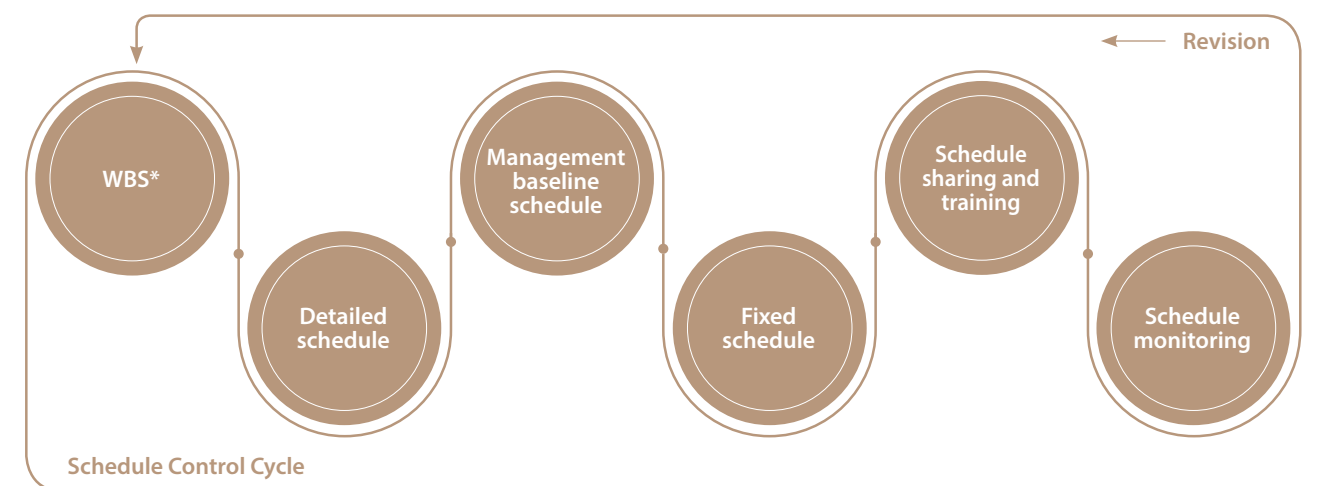 Revision
WBS*
Management
baseline
schedule
Schedule
sharing and
training
Detailed
schedule
Fixed
schedule
Schedule
monitoring
Schedule Control Cycle